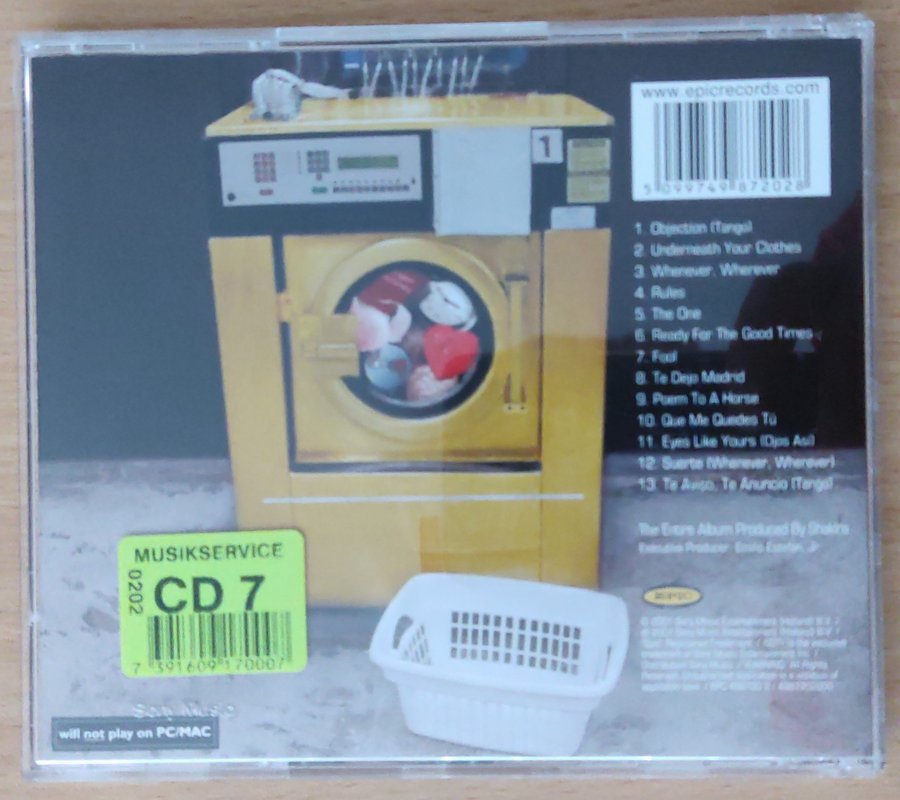 www.epicrecords.com
5 099749 872028
1
1. Objection (Tango)
2. Underneath Your Clothes
3. Whenever, Wherever
4. Rules
5. The One
6. Ready For The Good Times
7. Fool
8. Te Dejo Madrid
9. Poem To A Horse
10. Que Me Quedes Tú
11. Eyes Like Yours (Ojos Así)
12. Suerte (Whenever, Wherever)
13. Te Aviso, Te Anuncio (Tango)
The Entire Album Produced By Shakira
Executive Producer: Emilio Estefan, Jr.
EPIC
MUSIKSERVICE
0202
CD 7
7 391609 170007
Sony Music
will not play on PC/MAC